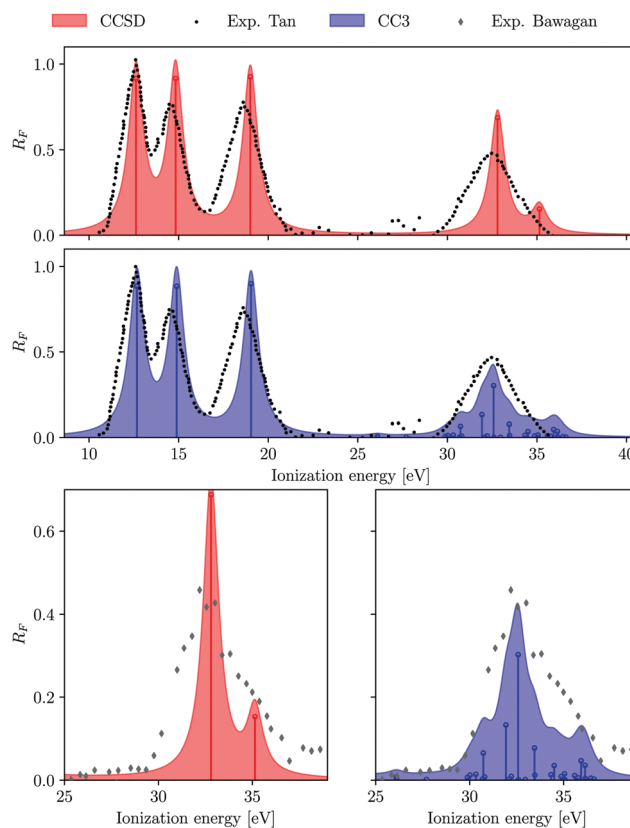 CCSD Exp. Tan CC3 Exp. Bawagan
1.0
R_F
0.5
0.0
1.0
R_F
0.5
0.0
10 15 20 25 30 35 40
Ionization energy [eV]
0.6
R_F
0.4
0.2
0.0
25 30 35
25 30 35
Ionization energy [eV] Ionization energy [eV]